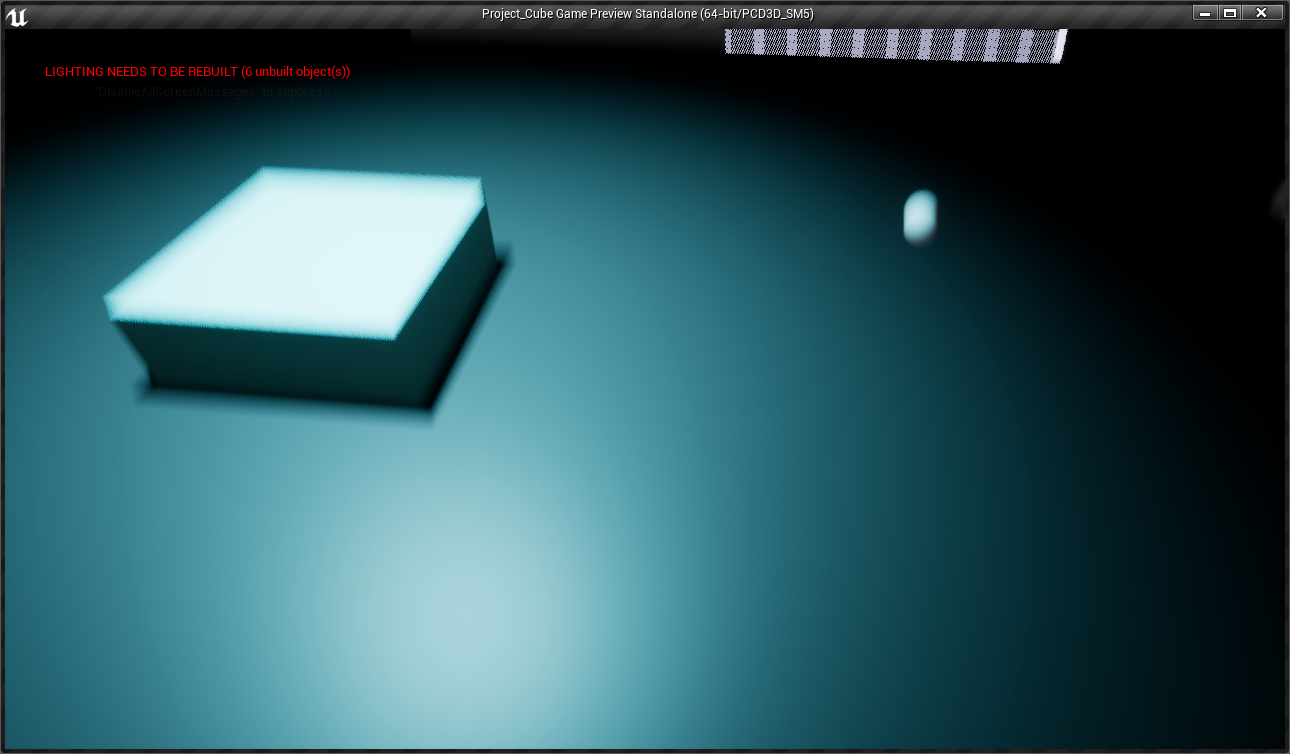 Project_Cube Game Preview Standalone (64-bit/PCD3D_SM5)
LIGHTING NEEDS TO BE REBUILT (6 unbuilt object(s))
'DisableAllScreenMessages' to suppress